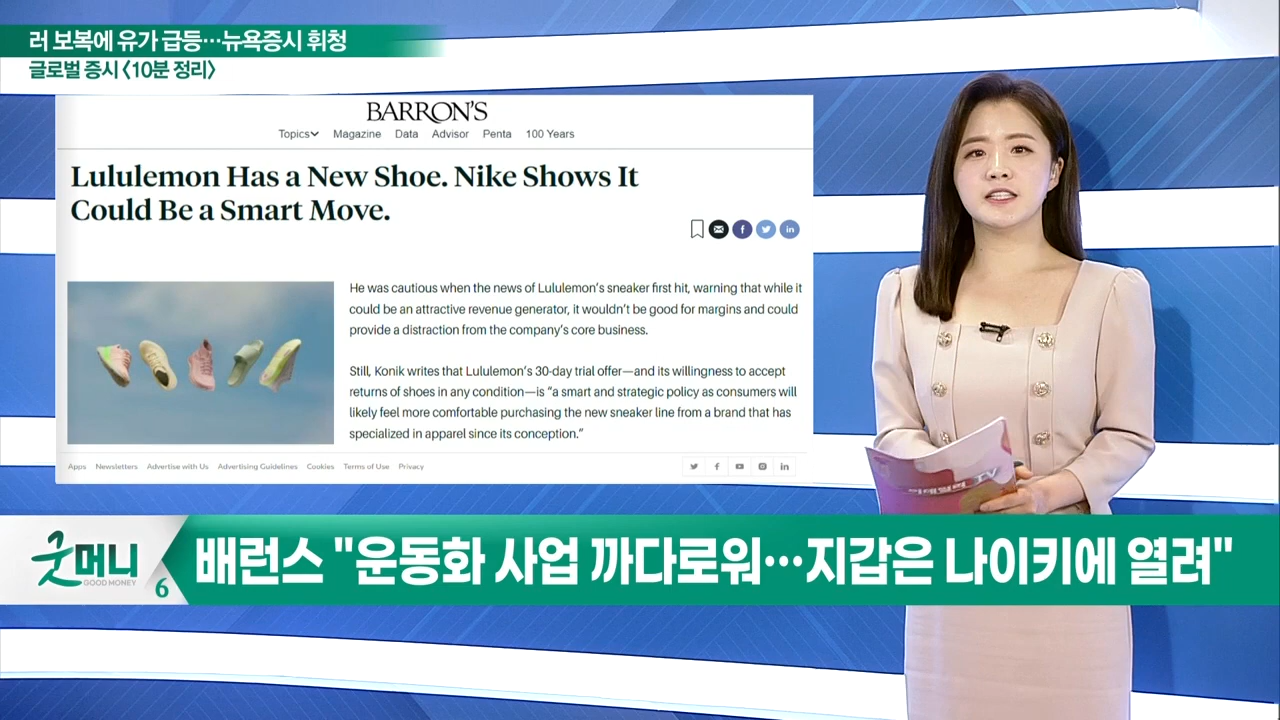 러 보복에 유가 급등…뉴욕증시 휘청
글로벌 증시 <10분 정리>
BARRON'S
Topics Magazine Data Advisor Penta 100 Years
Lululemon Has a New Shoe. Nike Shows It
Could Be a Smart Move.
He was cautious when the news of Lululemon's sneaker first hit, warning that while it
could be an attractive revenue generator, it wouldn't be good for margins and could
provide a distraction from the company's core business.
Still, Konik writes that Lululemon's 30-day trial offer—and its willingness to accept
returns of shoes in any condition—is "a smart and strategic policy as consumers will
likely feel more comfortable purchasing the new sneaker line from a brand that has
specialized in apparel since its conception."
Apps Newsletters Advertise with Us Advertising Guidelines Cookies Terms of Use Privacy
굿머니
GOOD MONEY
6
배런스 "운동화 사업 까다로워…지갑은 나이키에 열려"